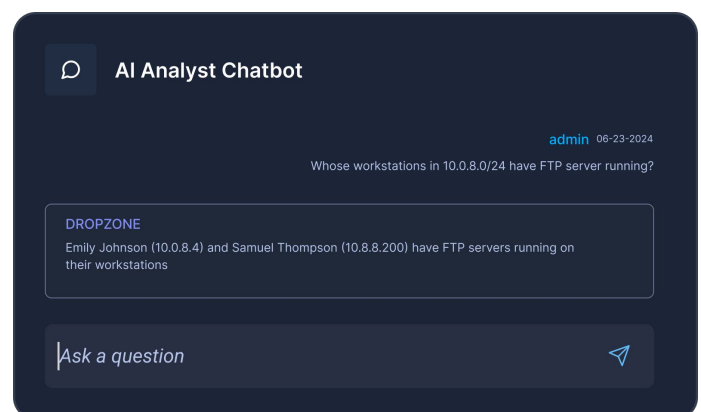 AI Analyst Chatbot
admin 06-23-2024
Whose workstations in 10.0.8.0/24 have FTP server running?
DROPZONE
Emily Johnson (10.0.8.4) and Samuel Thompson (10.8.8.200) have FTP servers running on
their workstations
Ask a question